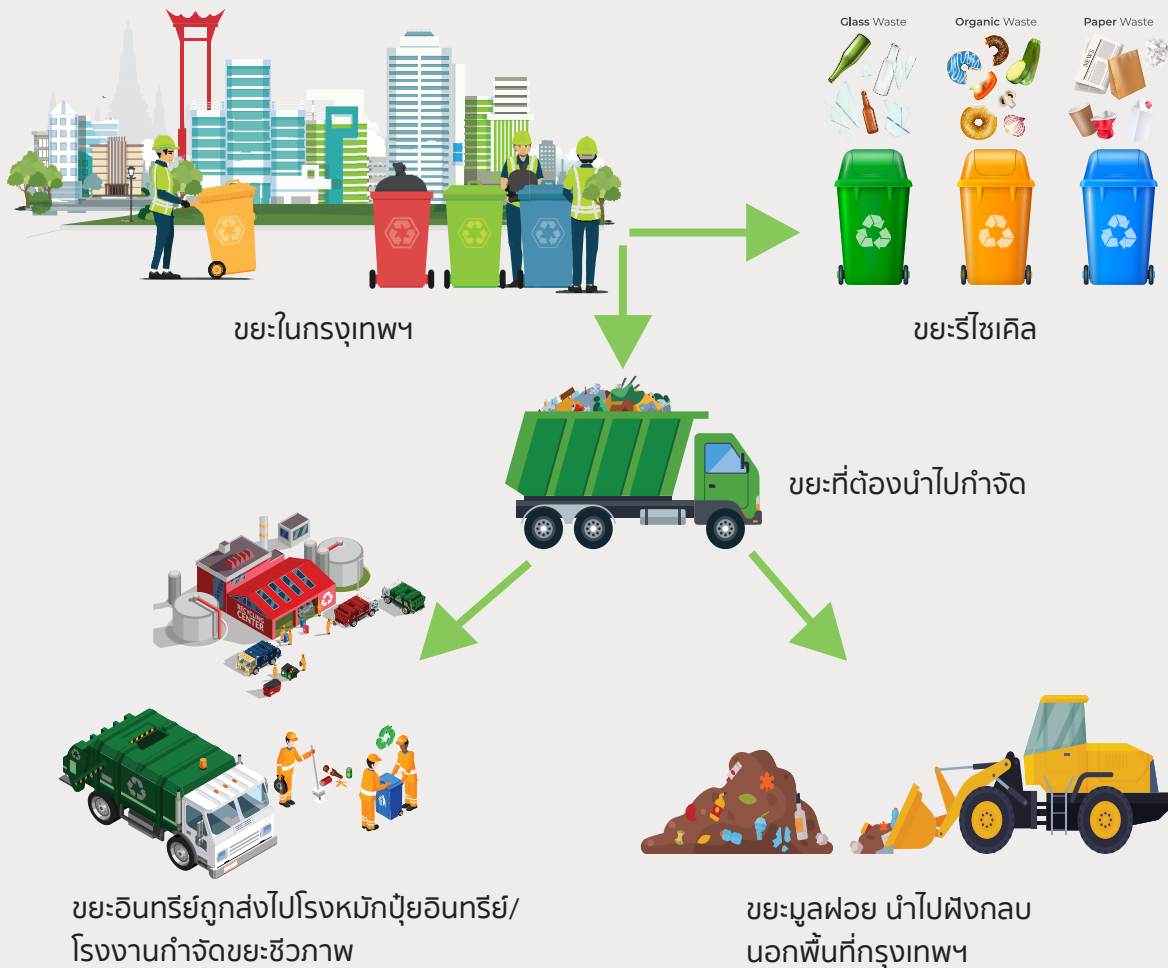 Glass Waste
Organic Waste
Paper Waste
NEWS
ขยะในกรุงเทพฯ
ขยะรีไซเคิล
ขยะที่ต้องนำไปกำจัด
RECYCLING
CENTER
ขยะอินทรีย์ถูกส่งไปโรงหมักปุ๋ยอินทรีย์/
โรงงานกำจัดขยะชีวภาพ
ขยะมูลฝอย นำไปฝังกลบ
นอกพื้นที่กรุงเทพฯ